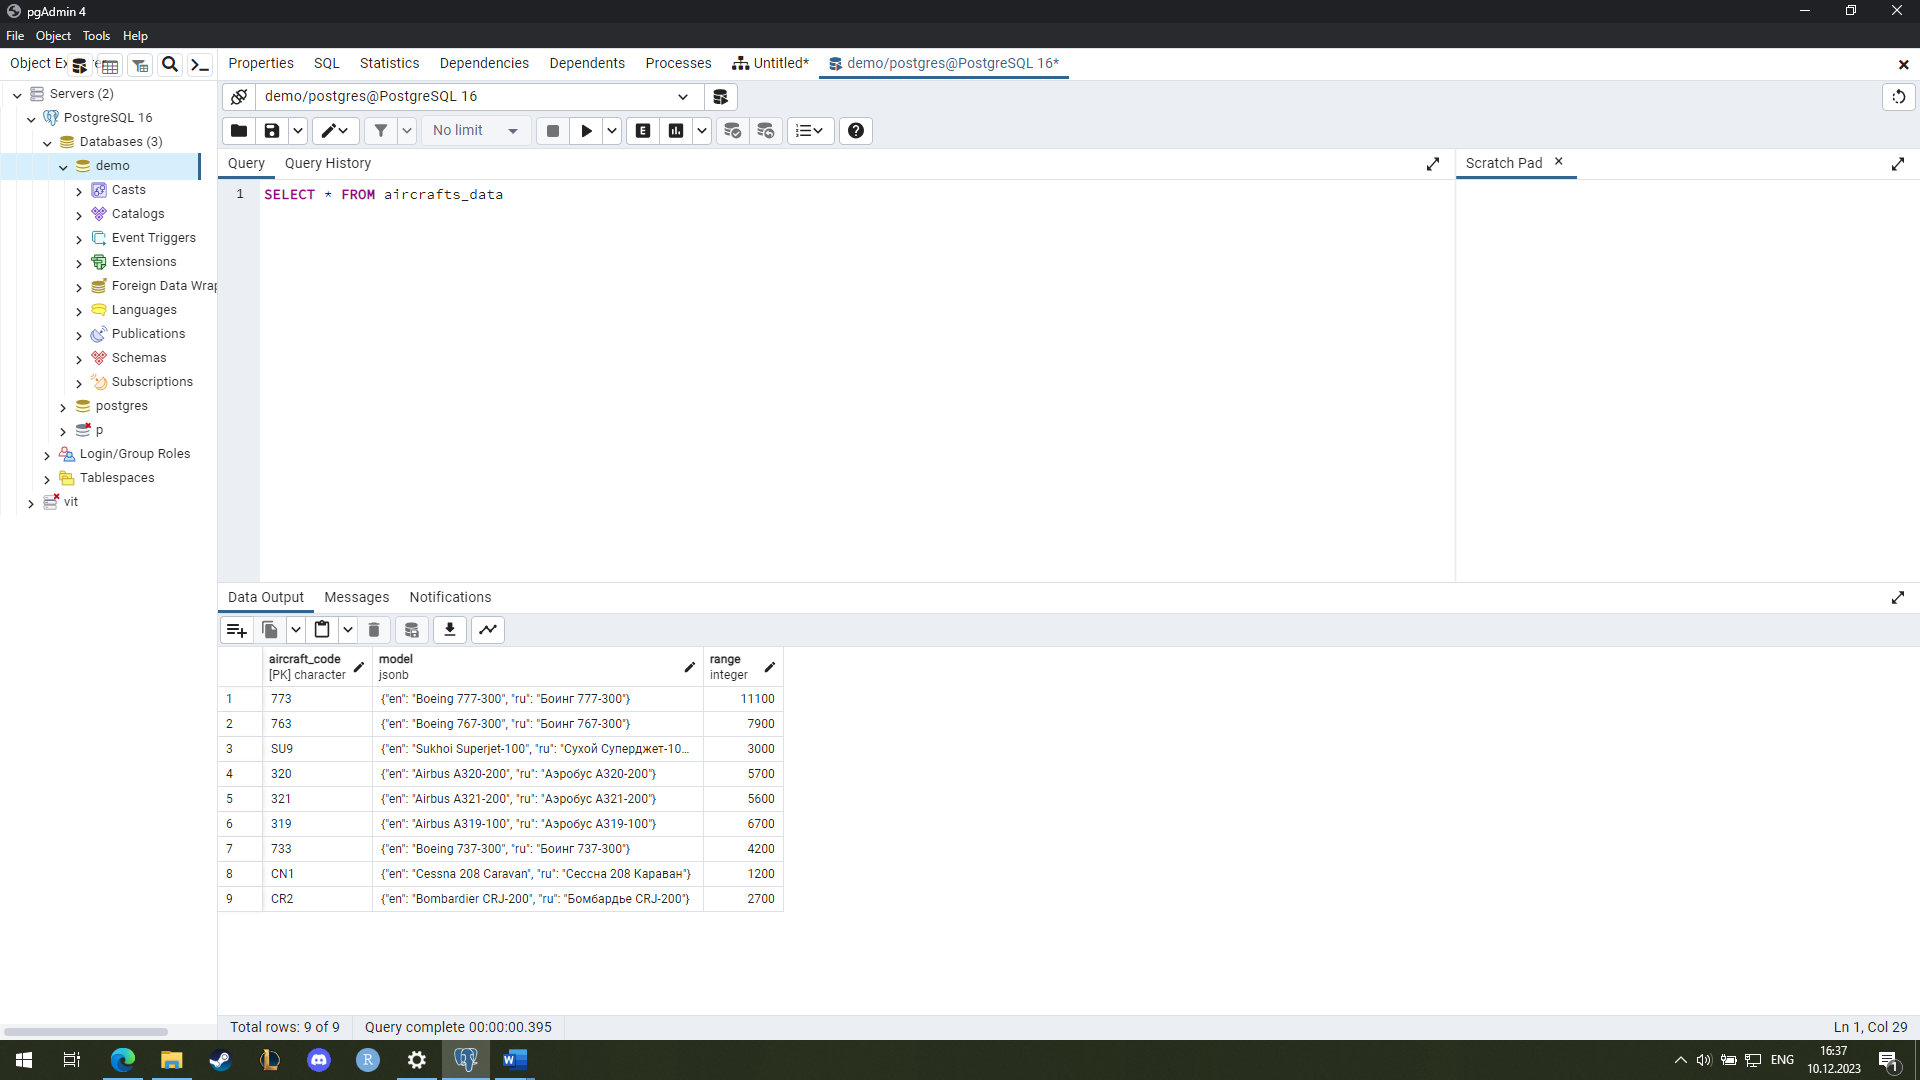 pgAdmin 4
File Object Tools Help
Object Ex
Properties SQL Statistics Dependencies Dependents Processes Untitled* demo/postgres@PostgreSQL 16*
Servers (2)
PostgreSQL 16
Databases (3)
demo
Casts
Catalogs
Event Triggers
Extensions
Foreign Data Wrap
Languages
Publications
Schemas
Subscriptions
postgres
p
Login/Group Roles
Tablespaces
vit
demo/postgres@PostgreSQL 16
No limit
E
Query Query History
Scratch Pad
1 SELECT * FROM aircrafts_data
Data Output Messages Notifications
aircraft_code model range
[PK] character jsonb integer
1 773 {"en": "Boeing 777-300", "ru": "Боинг 777-300"} 11100
2 763 {"en": "Boeing 767-300", "ru": "Боинг 767-300"} 7900
3 SU9 {"en": "Sukhoi Superjet-100", "ru": "Сухой Суперджет-10... 3000
4 320 {"en": "Airbus A320-200", "ru": "Аэробус A320-200"} 5700
5 321 {"en": "Airbus A321-200", "ru": "Аэробус A321-200"} 5600
6 319 {"en": "Airbus A319-100", "ru": "Аэробус A319-100"} 6700
7 733 {"en": "Boeing 737-300", "ru": "Боинг 737-300"} 4200
8 CN1 {"en": "Cessna 208 Caravan", "ru": "Сессна 208 Караван"} 1200
9 CR2 {"en": "Bombardier CRJ-200", "ru": "Бомбардье CRJ-200"} 2700
Total rows: 9 of 9 Query complete 00:00:00.395
Ln 1, Col 29
R
W
ENG
16:37
10.12.2023
1